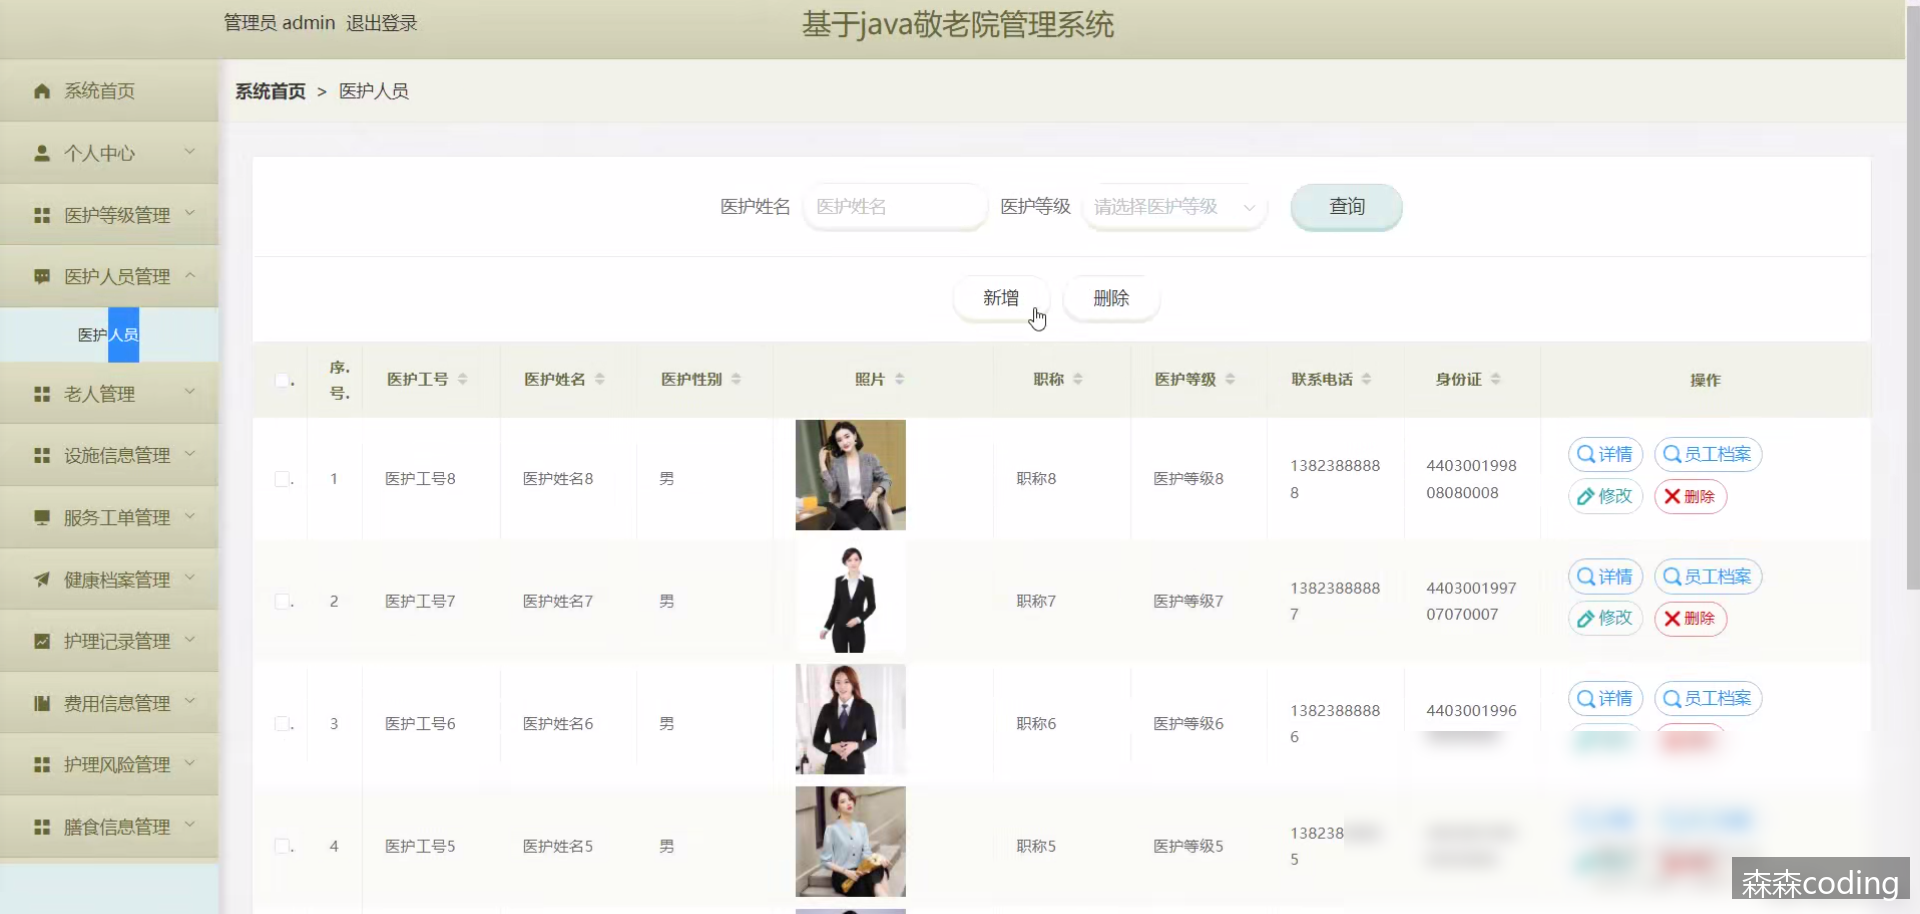 管理员 admin 退出登录
基于java敬老院管理系统
系统首页
个人中心
医护等级管理
医护人员管理
医护人员
老人管理
设施信息管理
服务工单管理
健康档案管理
护理记录管理
费用信息管理
护理风险管理
膳食信息管理
系统首页 > 医护人员
医护姓名 医护姓名 医护等级 请选择医护等级 查询
新增 删除
序.
号.
医护工号 医护姓名 医护性别 照片 职称 医护等级 联系电话 身份证 操作
1 医护工号8 医护姓名8 男 职称8 医护等级8
1382388888
8
4403001998
08080008
详情 员工档案
修改 删除
2 医护工号7 医护姓名7 男 职称7 医护等级7
1382388888
7
4403001997
07070007
详情 员工档案
修改 删除
3 医护工号6 医护姓名6 男 职称6 医护等级6
1382388888
6
4403001996
详情 员工档案
4 医护工号5 医护姓名5 男 职称5 医护等级5
138238
5
森森coding